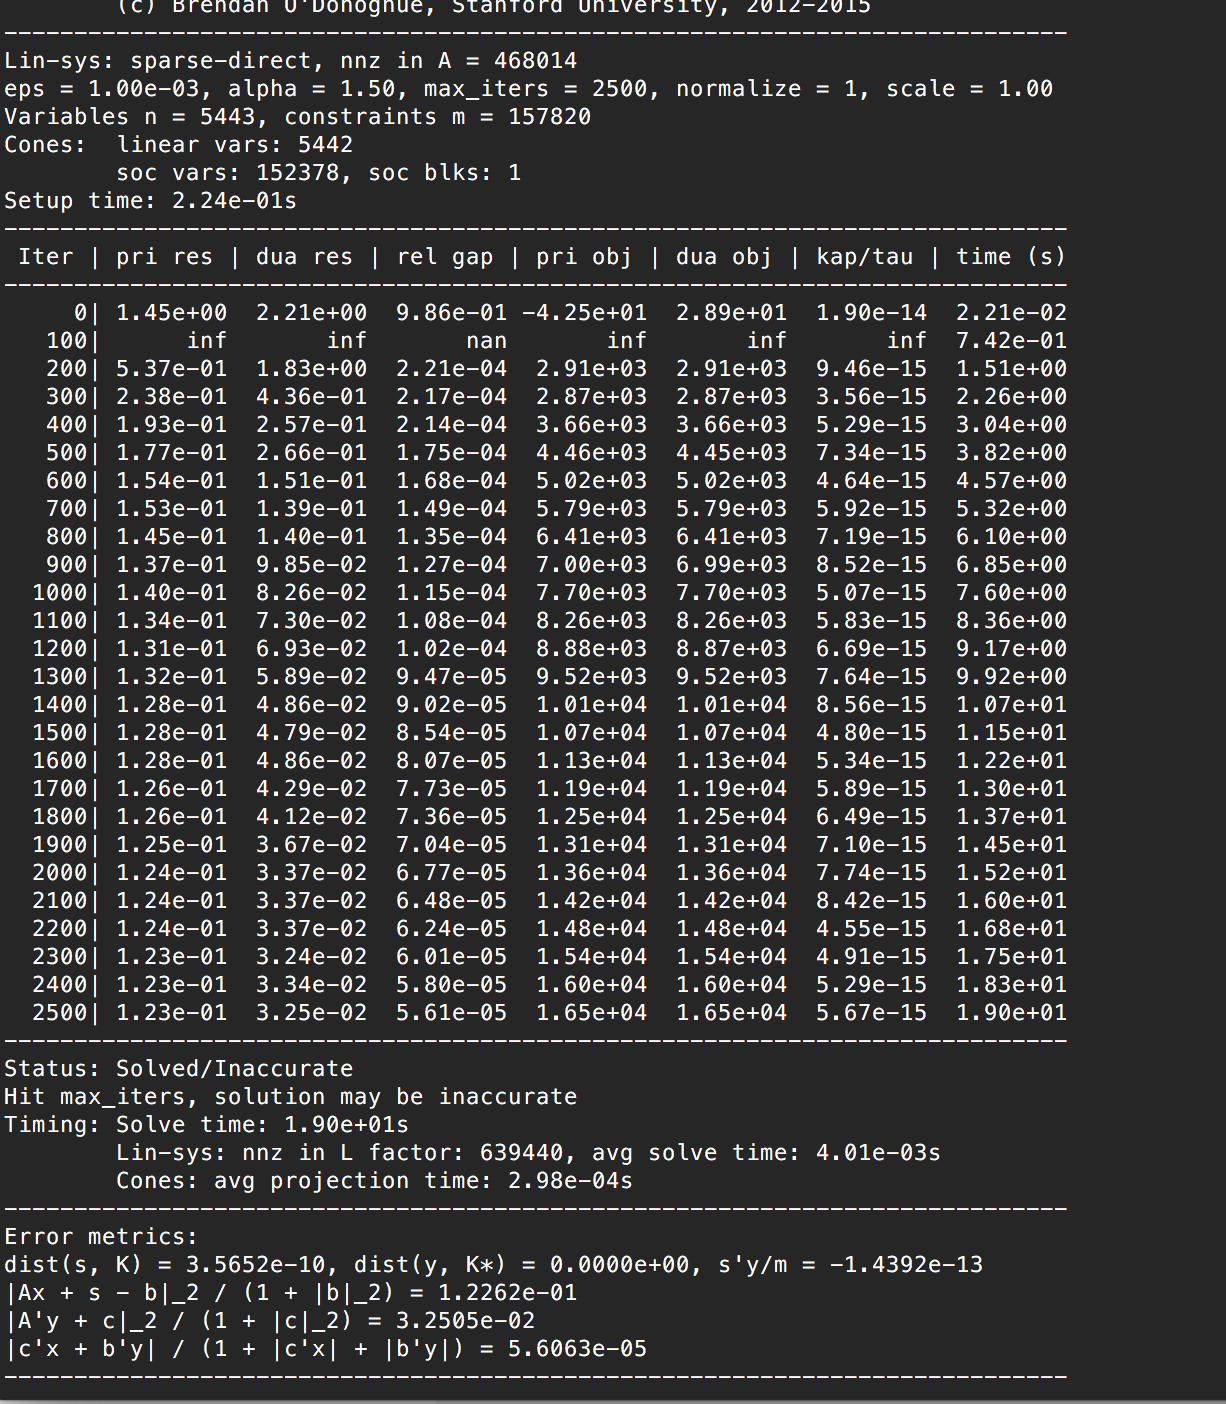 (c) Brendan O'Donoghue, Stanford University, 2012-2015
----------------------------------------------------------------------------
Lin-sys: sparse-direct, nnz in A = 468014
eps = 1.00e-03, alpha = 1.50, max_iters = 2500, normalize = 1, scale = 1.00
Variables n = 5443, constraints m = 157820
Cones:  linear vars: 5442
        soc vars: 152378, soc blks: 1
Setup time: 2.24e-01s
----------------------------------------------------------------------------
 Iter | pri res | dua res | rel gap | pri obj | dua obj | kap/tau | time (s)
----------------------------------------------------------------------------
     0| 1.45e+00  2.21e+00  9.86e-01 -4.25e+01  2.89e+01  1.90e-14  2.21e-02
   100|      inf       inf       nan       inf       inf       inf  7.42e-01
   200| 5.37e-01  1.83e+00  2.21e-04  2.91e+03  2.91e+03  9.46e-15  1.51e+00
   300| 2.38e-01  4.36e-01  2.17e-04  2.87e+03  2.87e+03  3.56e-15  2.26e+00
   400| 1.93e-01  2.57e-01  2.14e-04  3.66e+03  3.66e+03  5.29e-15  3.04e+00
   500| 1.77e-01  2.66e-01  1.75e-04  4.46e+03  4.45e+03  7.34e-15  3.82e+00
   600| 1.54e-01  1.51e-01  1.68e-04  5.02e+03  5.02e+03  4.64e-15  4.57e+00
   700| 1.53e-01  1.39e-01  1.49e-04  5.79e+03  5.79e+03  5.92e-15  5.32e+00
   800| 1.45e-01  1.40e-01  1.35e-04  6.41e+03  6.41e+03  7.19e-15  6.10e+00
   900| 1.37e-01  9.85e-02  1.27e-04  7.00e+03  6.99e+03  8.52e-15  6.85e+00
  1000| 1.40e-01  8.26e-02  1.15e-04  7.70e+03  7.70e+03  5.07e-15  7.60e+00
  1100| 1.34e-01  7.30e-02  1.08e-04  8.26e+03  8.26e+03  5.83e-15  8.36e+00
  1200| 1.31e-01  6.93e-02  1.02e-04  8.88e+03  8.87e+03  6.69e-15  9.17e+00
  1300| 1.32e-01  5.89e-02  9.47e-05  9.52e+03  9.52e+03  7.64e-15  9.92e+00
  1400| 1.28e-01  4.86e-02  9.02e-05  1.01e+04  1.01e+04  8.56e-15  1.07e+01
  1500| 1.28e-01  4.79e-02  8.54e-05  1.07e+04  1.07e+04  4.80e-15  1.15e+01
  1600| 1.28e-01  4.86e-02  8.07e-05  1.13e+04  1.13e+04  5.34e-15  1.22e+01
  1700| 1.26e-01  4.29e-02  7.73e-05  1.19e+04  1.19e+04  5.89e-15  1.30e+01
  1800| 1.26e-01  4.12e-02  7.36e-05  1.25e+04  1.25e+04  6.49e-15  1.37e+01
  1900| 1.25e-01  3.67e-02  7.04e-05  1.31e+04  1.31e+04  7.10e-15  1.45e+01
  2000| 1.24e-01  3.37e-02  6.77e-05  1.36e+04  1.36e+04  7.74e-15  1.52e+01
  2100| 1.24e-01  3.37e-02  6.48e-05  1.42e+04  1.42e+04  8.42e-15  1.60e+01
  2200| 1.24e-01  3.37e-02  6.24e-05  1.48e+04  1.48e+04  4.55e-15  1.68e+01
  2300| 1.23e-01  3.24e-02  6.01e-05  1.54e+04  1.54e+04  4.91e-15  1.75e+01
  2400| 1.23e-01  3.34e-02  5.80e-05  1.60e+04  1.60e+04  5.29e-15  1.83e+01
  2500| 1.23e-01  3.25e-02  5.61e-05  1.65e+04  1.65e+04  5.67e-15  1.90e+01
----------------------------------------------------------------------------
Status: Solved/Inaccurate
Hit max_iters, solution may be inaccurate
Timing: Solve time: 1.90e+01s
        Lin-sys: nnz in L factor: 639440, avg solve time: 4.01e-03s
        Cones: avg projection time: 2.98e-04s
----------------------------------------------------------------------------
Error metrics:
dist(s, K) = 3.5652e-10, dist(y, K*) = 0.0000e+00, s'y/m = -1.4392e-13
|Ax + s - b|_2 / (1 + |b|_2) = 1.2262e-01
|A'y + c|_2 / (1 + |c|_2) = 3.2505e-02
|c'x + b'y| / (1 + |c'x| + |b'y|) = 5.6063e-05
----------------------------------------------------------------------------